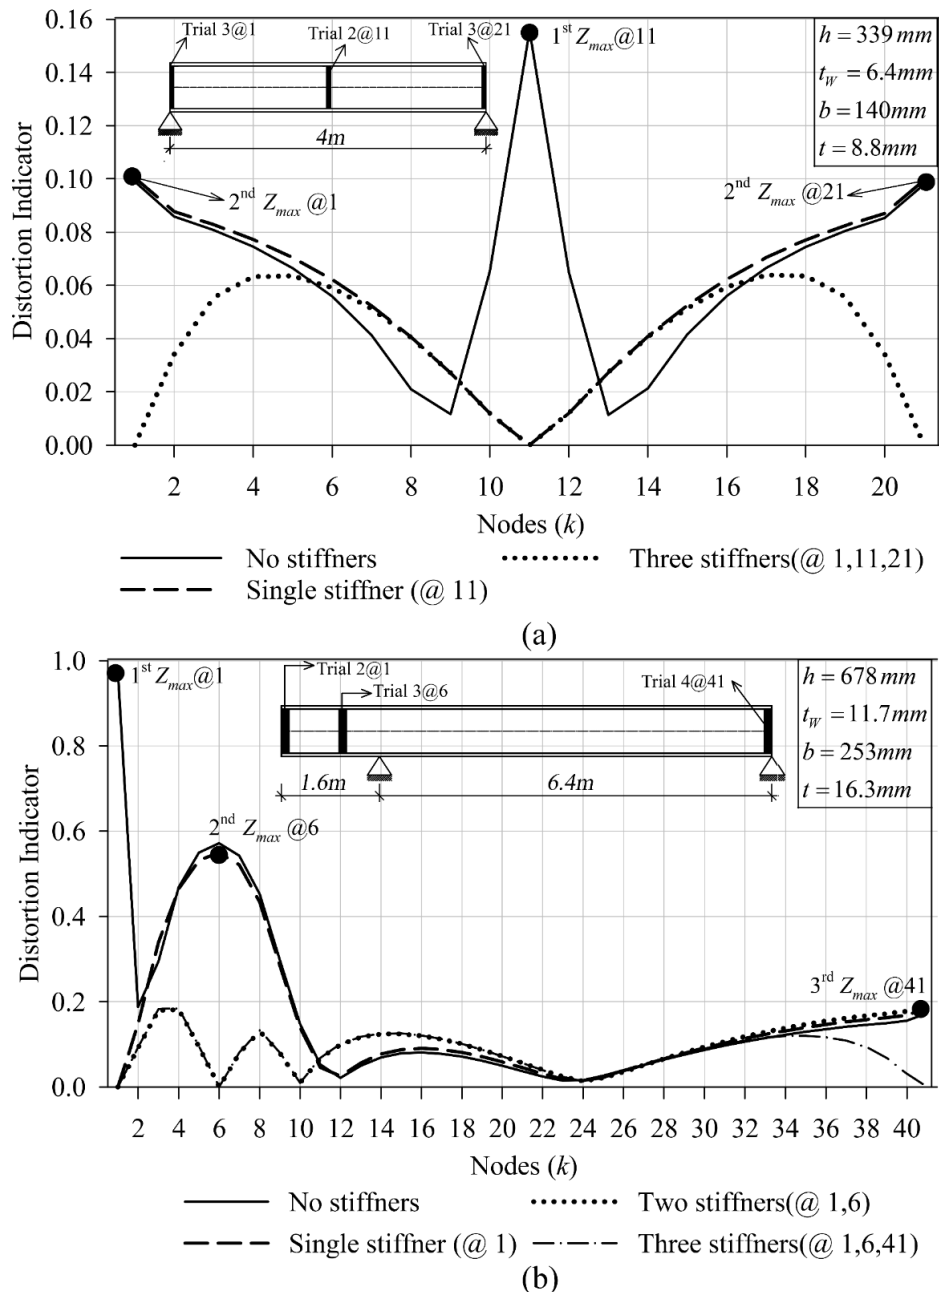 0.16
0.14
0.12
0.10
0.08
0.06
0.04
0.02
0.00
Distortion Indicator
Trial 3@1
Trial 2@11
Trial 3@21
4m
1st Zmax@11
h = 339 mm
tW = 6.4mm
b = 140mm
t = 8.8mm
2nd Zmax @1
2nd Zmax @21
2 4 6 8 10 12 14 16 18 20
Nodes (k)
No stiffners
Three stiffners(@ 1,11,21)
Single stiffner (@ 11)
(a)
1.0
0.8
0.6
0.4
0.2
0.0
Distortion Indicator
1st Zmax@1
Trial 2@1
Trial 3@6
Trial 4@41
1.6m
6.4m
h = 678 mm
tW = 11.7mm
b = 253mm
t = 16.3mm
2nd Zmax @6
3rd Zmax @41
2 4 6 8 10 12 14 16 18 20 22 24 26 28 30 32 34 36 38 40
Nodes (k)
No stiffners
Two stiffners(@ 1,6)
Single stiffner (@ 1)
Three stiffners(@ 1,6,41)
(b)